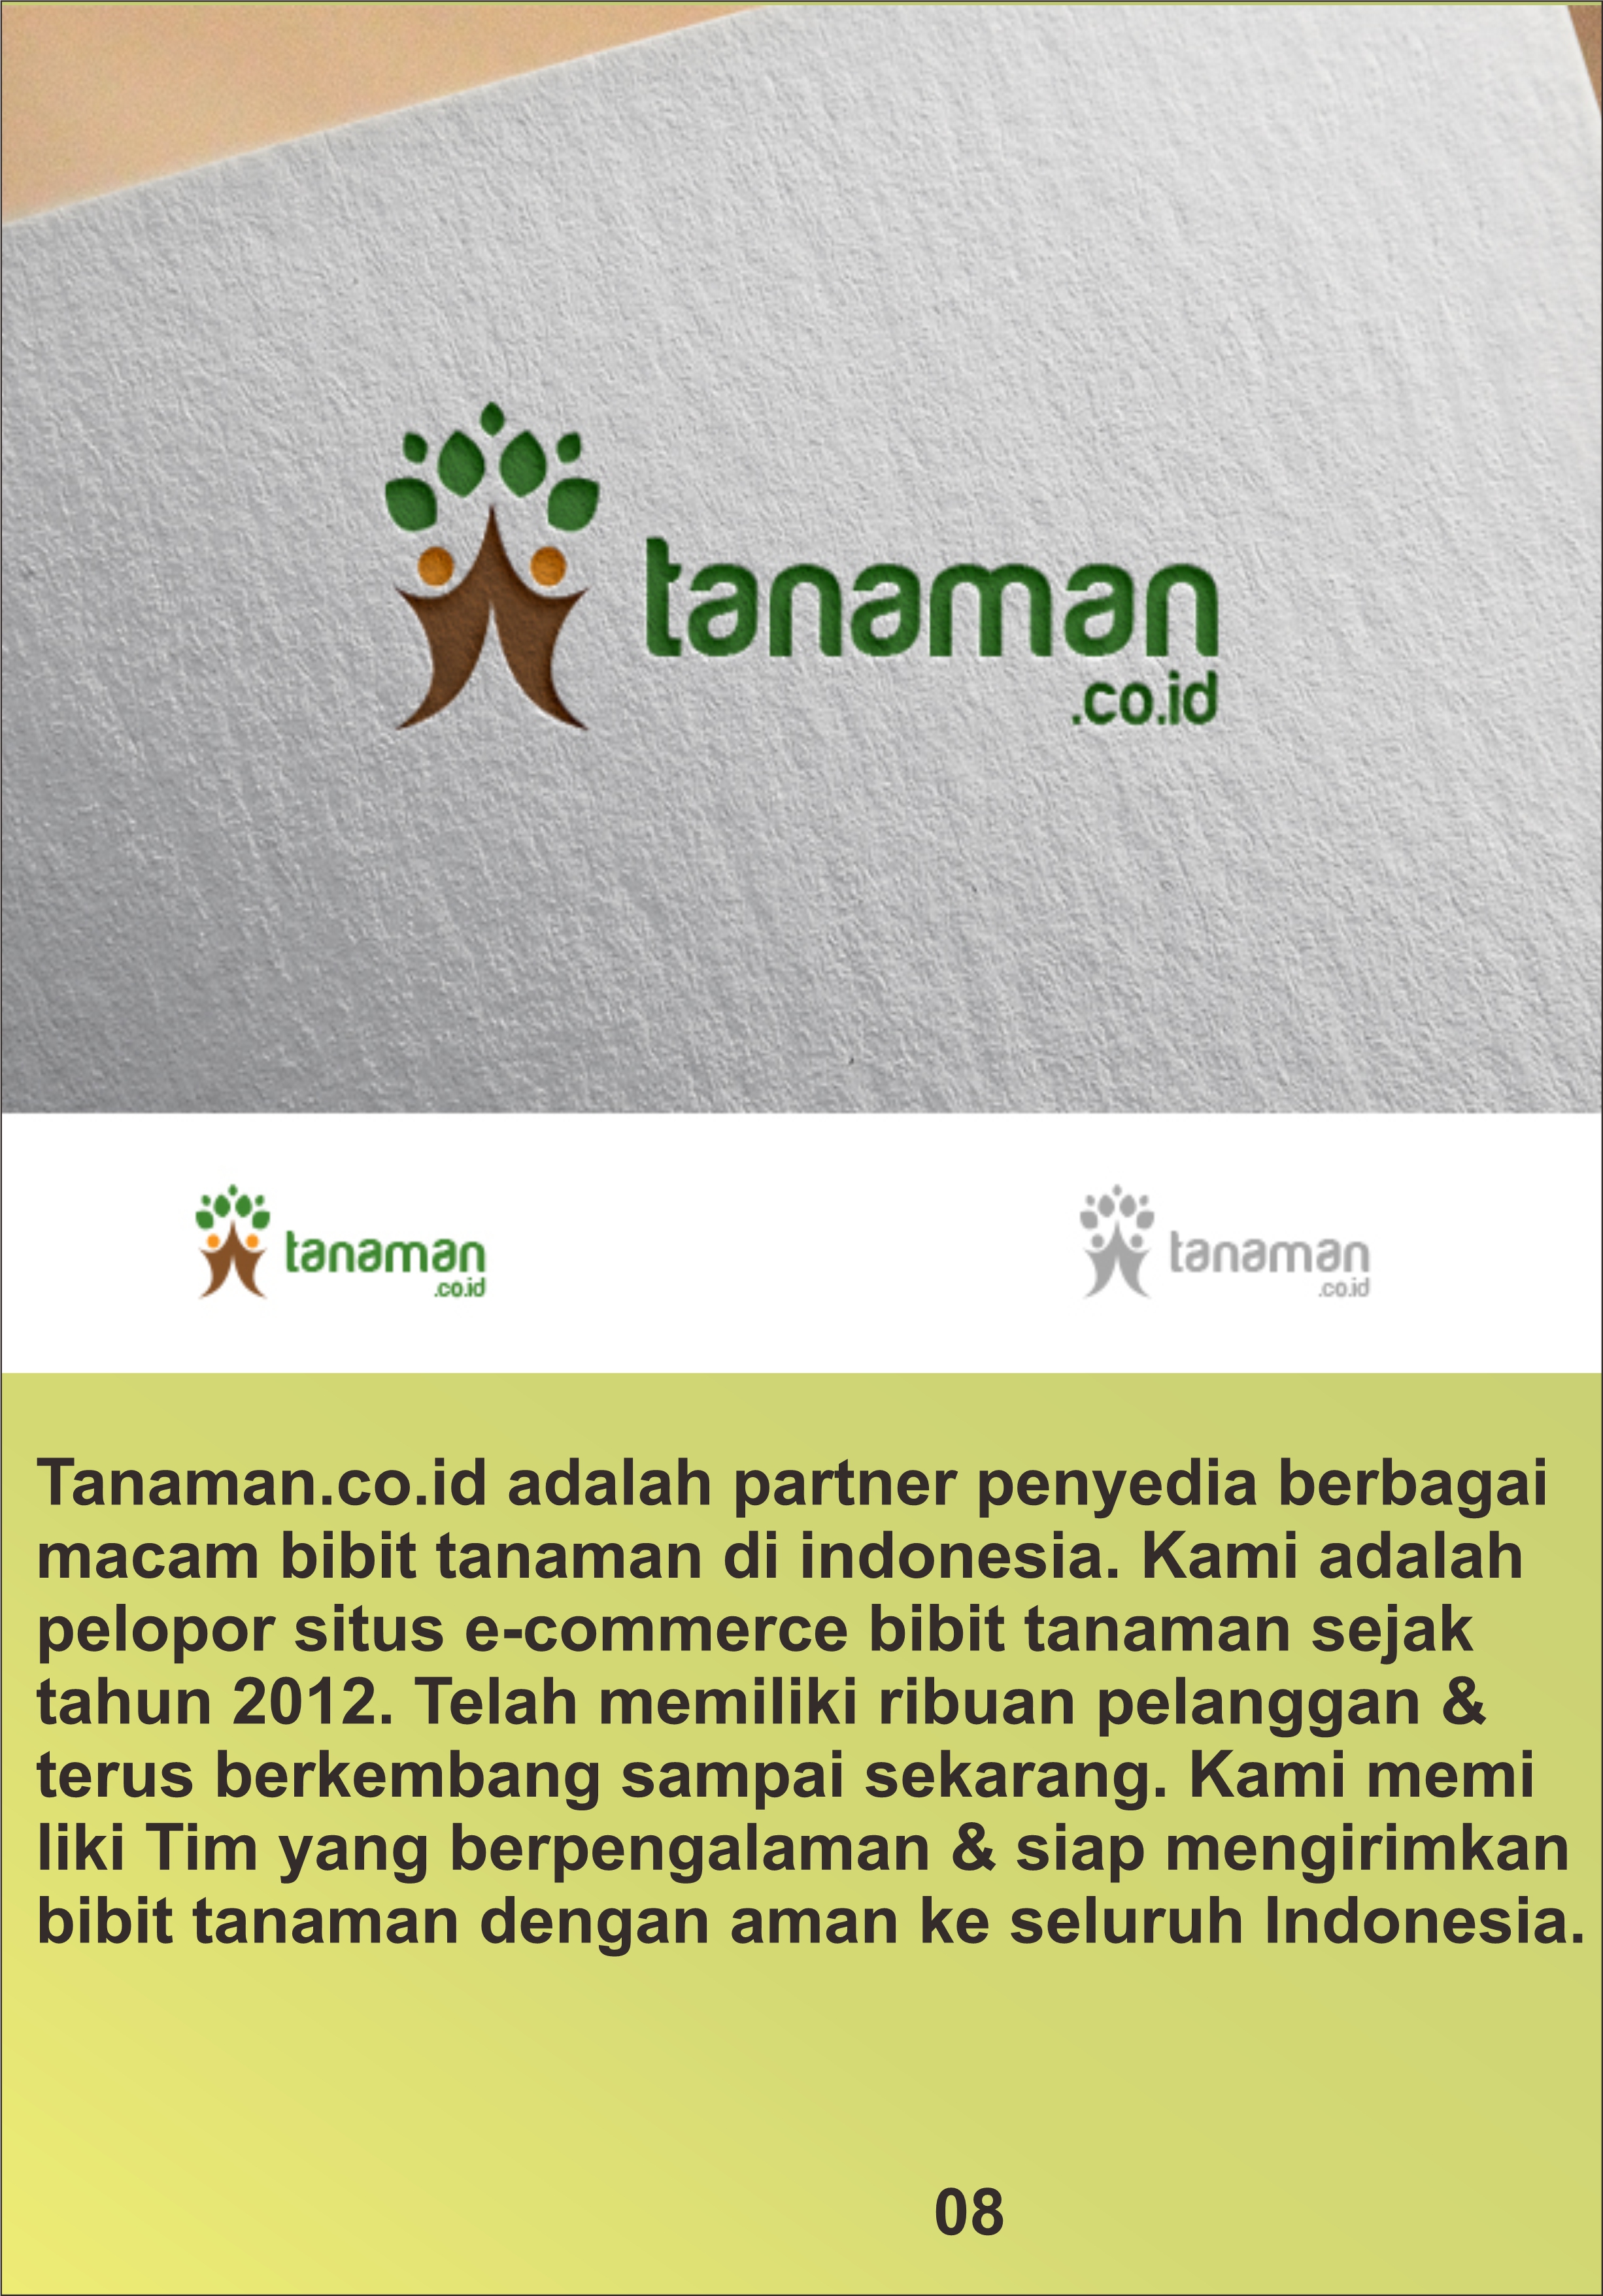 tanaman
.co.id
tanaman
.co.id
tanaman
.co.id
Tanaman.co.id adalah partner penyedia berbagai
macam bibit tanaman di indonesia. Kami adalah
pelopor situs e-commerce bibit tanaman sejak
tahun 2012. Telah memiliki ribuan pelanggan &
terus berkembang sampai sekarang. Kami memi
liki Tim yang berpengalaman & siap mengirimkan
bibit tanaman dengan aman ke seluruh Indonesia.
08